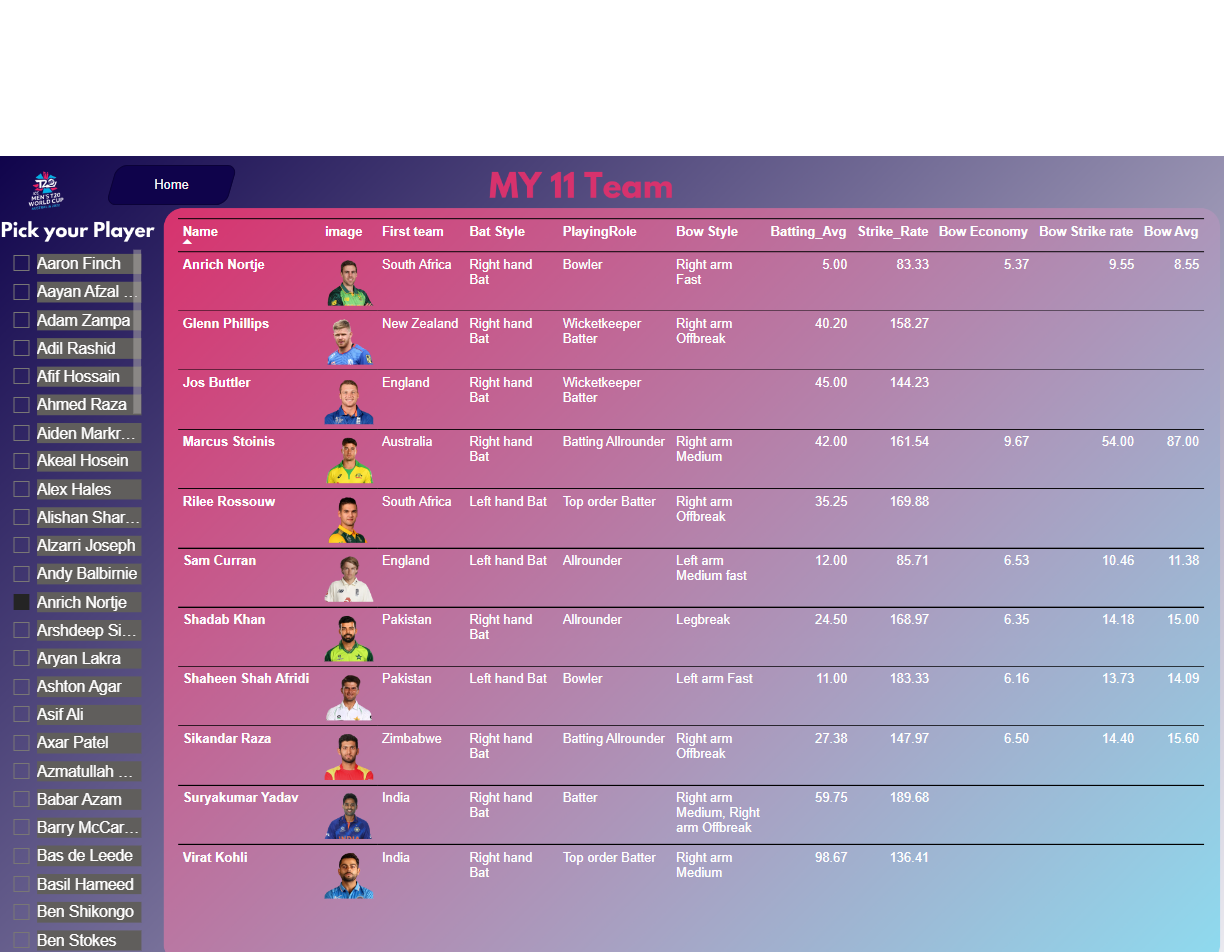 T20
ICC
MEN'S T20
WORLD CUP
Home
MY 11 Team
Pick your Player
Aaron Finch
Aayan Afzal ...
Adam Zampa
Adil Rashid
Afif Hossain
Ahmed Raza
Aiden Markr...
Akeal Hosein
Alex Hales
Alishan Shar...
Alzarri Joseph
Andy Balbirnie
Anrich Nortje
Arshdeep Si...
Aryan Lakra
Ashton Agar
Asif Ali
Axar Patel
Azmatullah ...
Babar Azam
Barry McCar...
Bas de Leede
Basil Hameed
Ben Shikongo
Ben Stokes
Name image First team Bat Style PlayingRole Bow Style Batting_Avg Strike_Rate Bow Economy Bow Strike rate Bow Avg
Anrich Nortje South Africa Right hand Bowler Right arm 5.00 83.33 5.37 9.55 8.55
Bat Fast
Glenn Phillips New Zealand Right hand Wicketkeeper Right arm 40.20 158.27
Bat Batter Offbreak
Jos Buttler England Right hand Wicketkeeper 45.00 144.23
Bat Batter
Marcus Stoinis Australia Right hand Batting Allrounder Right arm 42.00 161.54 9.67 54.00 87.00
Bat Medium
Rilee Rossouw South Africa Left hand Bat Top order Batter Right arm 35.25 169.88
Offbreak
Sam Curran England Left hand Bat Allrounder Left arm 12.00 85.71 6.53 10.46 11.38
Medium fast
Shadab Khan Pakistan Right hand Allrounder Legbreak 24.50 168.97 6.35 14.18 15.00
Bat
Shaheen Shah Afridi Pakistan Left hand Bat Bowler Left arm Fast 11.00 183.33 6.16 13.73 14.09
Sikandar Raza Zimbabwe Right hand Batting Allrounder Right arm 27.38 147.97 6.50 14.40 15.60
Bat Offbreak
Suryakumar Yadav India Right hand Batter Right arm 59.75 189.68
Bat Medium, Right
arm Offbreak
Virat Kohli India Right hand Top order Batter Right arm 98.67 136.41
Bat Medium